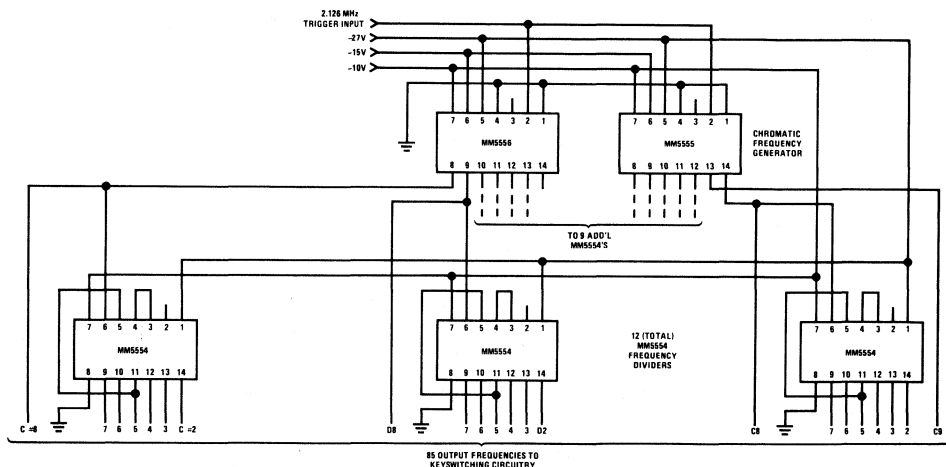 2.126 MHz
TRIGGER INPUT
-27V
-15V
-10V
7 6 5 4 3 2 1
MM5556
8 9 10 11 12 13 14
7 6 5 4 3 2 1
MM5555
8 9 10 11 12 13 14
CHROMATIC
FREQUENCY
GENERATOR
TO 9 ADD'L
MM5554'S
7 6 5 4 3 2 1
MM5554
8 9 10 11 12 13 14
7 6 5 4 3 2 1
MM5554
8 9 10 11 12 13 14
12 (TOTAL)
MM5554
FREQUENCY
DIVIDERS
7 6 5 4 3 2 1
MM5554
8 9 10 11 12 13 14
C #8 7 6 5 4 3 C #2 D8 7 6 5 4 3 D2 C8 7 6 5 4 3 2 C9
85 OUTPUT FREQUENCIES TO
KEYSWITCHING CIRCUITRY